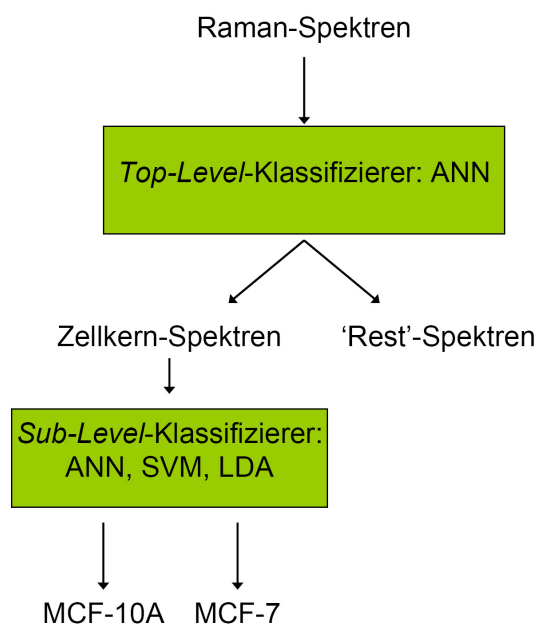 Raman-Spektren
Top-Level-Klassifizierer: ANN
Zellkern-Spektren
‘Rest’-Spektren
Sub-Level-Klassifizierer:
ANN, SVM, LDA
MCF-10A
MCF-7